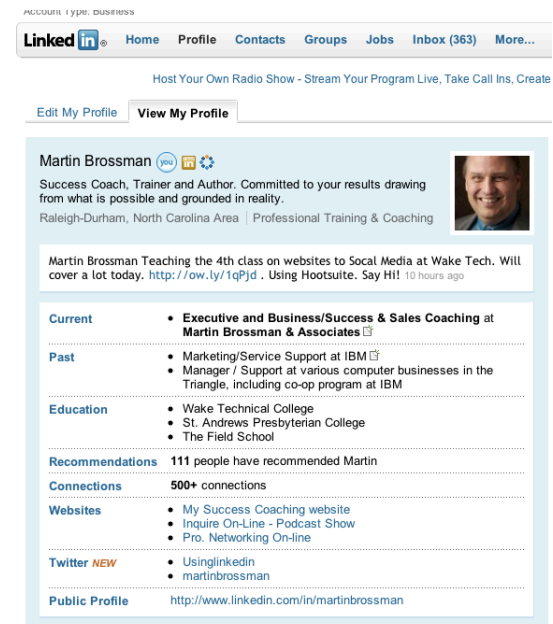 Account Type: Business
Linked in ®
Home Profile Contacts Groups Jobs Inbox (363) More...
Host Your Own Radio Show - Stream Your Program Live, Take Call Ins, Create
Edit My Profile View My Profile
Martin Brossman you in
Success Coach, Trainer and Author. Committed to your results drawing
from what is possible and grounded in reality.
Raleigh-Durham, North Carolina Area | Professional Training & Coaching
Martin Brossman Teaching the 4th class on websites to Socal Media at Wake Tech. Will
cover a lot today. http://ow.ly/1qPjd . Using Hootsuite. Say Hi! 10 hours ago
Current • Executive and Business/Success & Sales Coaching at
Martin Brossman & Associates
Past • Marketing/Service Support at IBM
• Manager / Support at various computer businesses in the
Triangle, including co-op program at IBM
Education • Wake Technical College
• St. Andrews Presbyterian College
• The Field School
Recommendations 111 people have recommended Martin
Connections 500+ connections
Websites • My Success Coaching website
• Inquire On-Line - Podcast Show
• Pro. Networking On-line
Twitter NEW • Usinglinkedin
• martinbrossman
Public Profile http://www.linkedin.com/in/martinbrossman